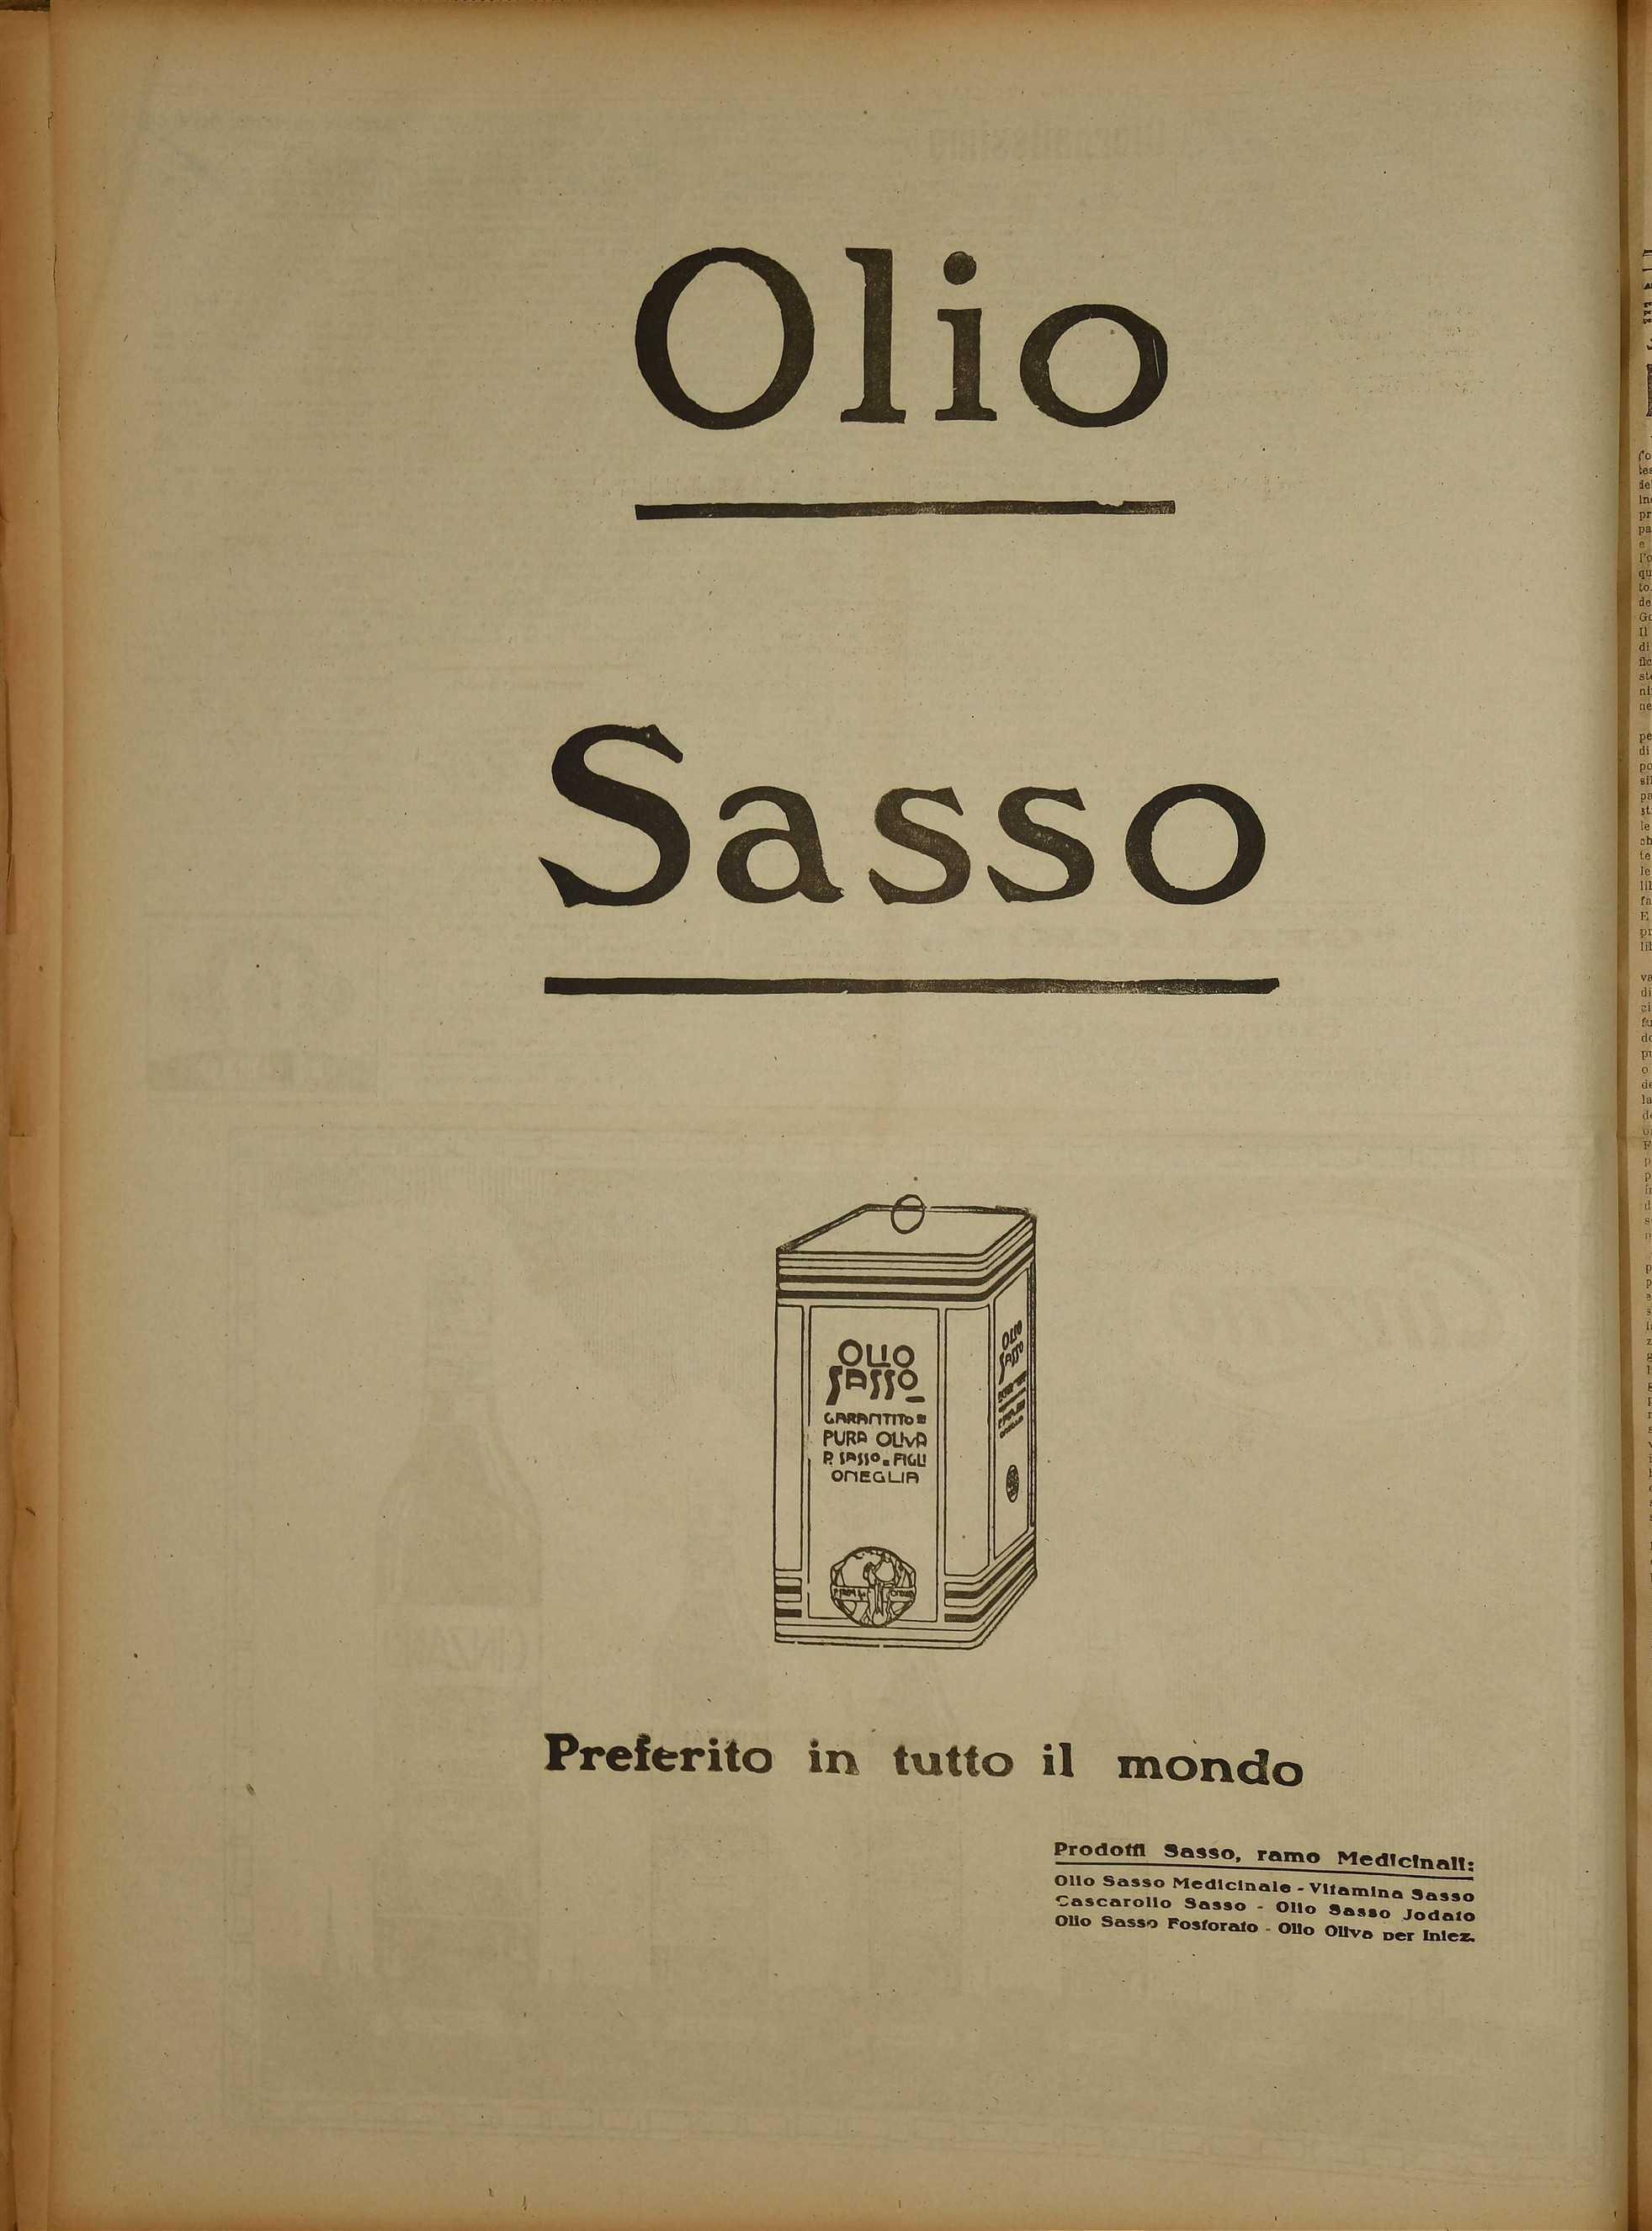 Olio
Sasso
OLIO
SASSO
GARANTITO DI
PURA OLIVA
P. SASSO e FIGLI
ONEGLIA
OLIO
SASSO
Preferito in tutto il mondo
Prodotti Sasso, ramo Medicinali:
Olio Sasso Medicinale - Vitamina Sasso
Cascarolio Sasso - Olio Sasso Jodato
Olio Sasso Fosforato - Olio Oliva per Iniez.